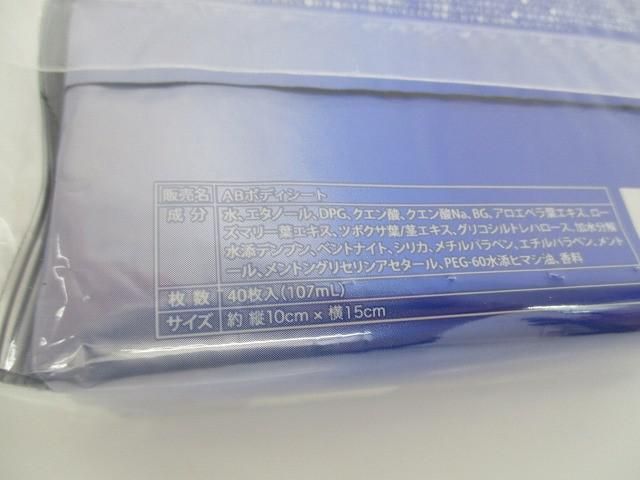 販売名 ABボディシート
成分 水、エタノール、DPG、クエン酸、クエン酸Na、BG、アロエベラ葉エキス、ロー
ズマリー葉エキス、ツボクサ葉/茎エキス、グリコシルトレハロース、加水分解
水添デンプン、ベントナイト、シリカ、メチルパラベン、エチルパラベン、メント
ール、メントングリセリンアセタール、PEG-60水添ヒマシ油、香料
枚数 40枚入(107mL)
サイズ 約 縦10cm×横15cm